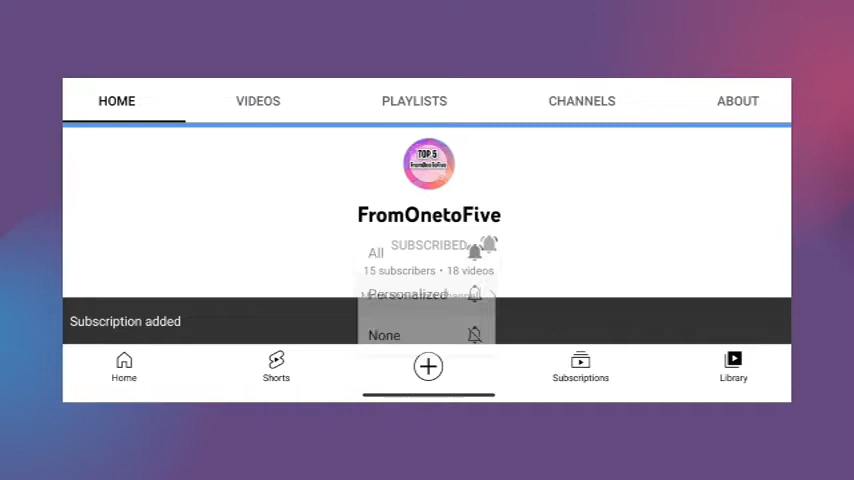 HOME VIDEOS PLAYLISTS CHANNELS ABOUT
TOP 5
FromOneToFive
FromOnetoFive
SUBSCRIBED
All
15 subscribers • 18 videos
Personalized
Subscription added
None
Home Shorts Subscriptions Library